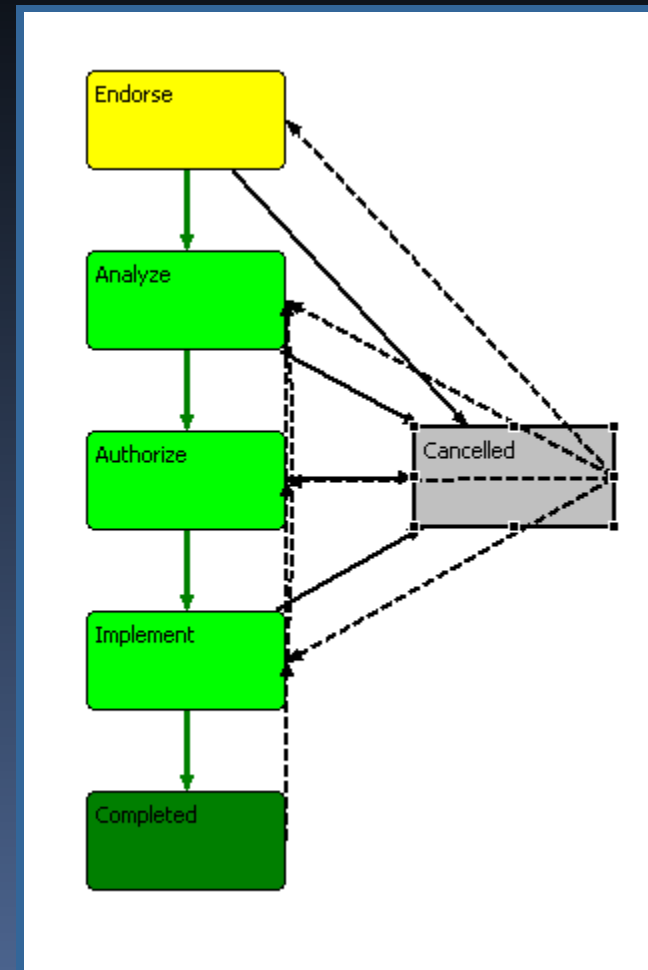 Endorse
Analyze
Authorize
Cancelled
Implement
Completed